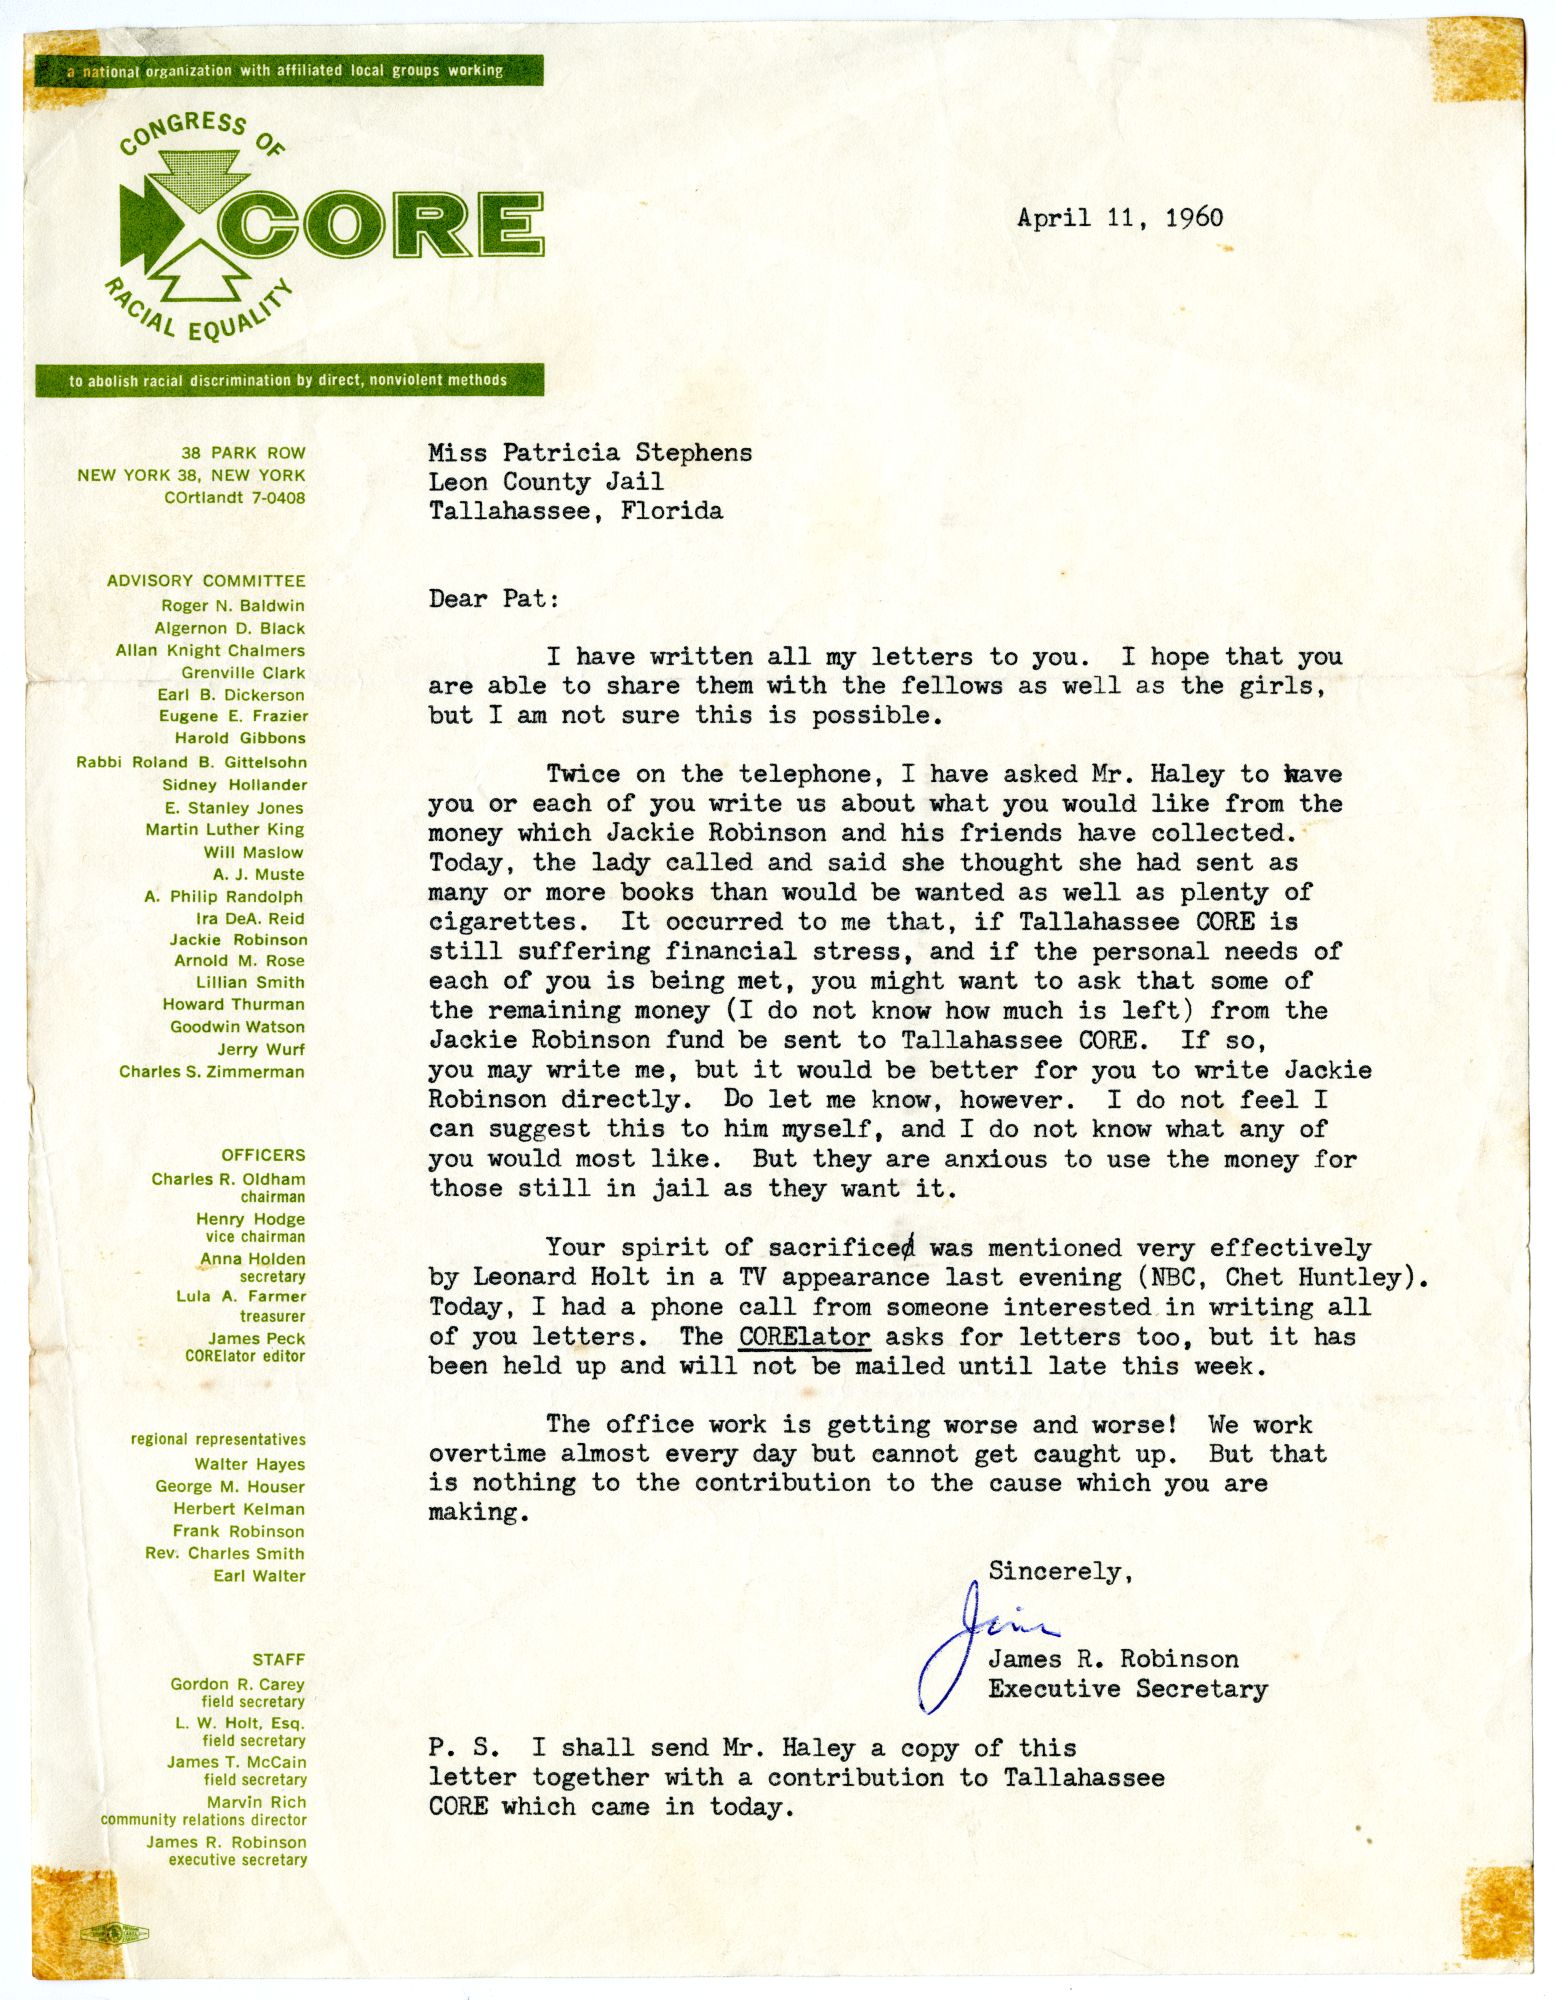 a national organization with affiliated local groups working
CONGRESS OF
CORE
RACIAL EQUALITY
to abolish racial discrimination by direct, nonviolent methods
April 11, 1960
38 PARK ROW
NEW YORK 38, NEW YORK
COrtlandt 7-0408
ADVISORY COMMITTEE
Roger N. Baldwin
Algernon D. Black
Allan Knight Chalmers
Grenville Clark
Earl B. Dickerson
Eugene E. Frazier
Harold Gibbons
Rabbi Roland B. Gittelsohn
Sidney Hollander
E. Stanley Jones
Martin Luther King
Will Maslow
A. J. Muste
A. Philip Randolph
Ira DeA. Reid
Jackie Robinson
Arnold M. Rose
Lillian Smith
Howard Thurman
Goodwin Watson
Jerry Wurf
Charles S. Zimmerman
OFFICERS
Charles R. Oldham
chairman
Henry Hodge
vice chairman
Anna Holden
secretary
Lula A. Farmer
treasurer
James Peck
CORElator editor
regional representatives
Walter Hayes
George M. Houser
Herbert Kelman
Frank Robinson
Rev. Charles Smith
Earl Walter
STAFF
Gordon R. Carey
field secretary
L. W. Holt, Esq.
field secretary
James T. McCain
field secretary
Marvin Rich
community relations director
James R. Robinson
executive secretary
Miss Patricia Stephens
Leon County Jail
Tallahassee, Florida
Dear Pat:
I have written all my letters to you. I hope that you
are able to share them with the fellows as well as the girls,
but I am not sure this is possible.
Twice on the telephone, I have asked Mr. Haley to have
you or each of you write us about what you would like from the
money which Jackie Robinson and his friends have collected.
Today, the lady called and said she thought she had sent as
many or more books than would be wanted as well as plenty of
cigarettes. It occurred to me that, if Tallahassee CORE is
still suffering financial stress, and if the personal needs of
each of you is being met, you might want to ask that some of
the remaining money (I do not know how much is left) from the
Jackie Robinson fund be sent to Tallahassee CORE. If so,
you may write me, but it would be better for you to write Jackie
Robinson directly. Do let me know, however. I do not feel I
can suggest this to him myself, and I do not know what any of
you would most like. But they are anxious to use the money for
those still in jail as they want it.
Your spirit of sacrificed was mentioned very effectively
by Leonard Holt in a TV appearance last evening (NBC, Chet Huntley).
Today, I had a phone call from someone interested in writing all
of you letters. The CORElator asks for letters too, but it has
been held up and will not be mailed until late this week.
The office work is getting worse and worse! We work
overtime almost every day but cannot get caught up. But that
is nothing to the contribution to the cause which you are
making.
Sincerely,
Jim
James R. Robinson
Executive Secretary
P. S. I shall send Mr. Haley a copy of this
letter together with a contribution to Tallahassee
CORE which came in today.